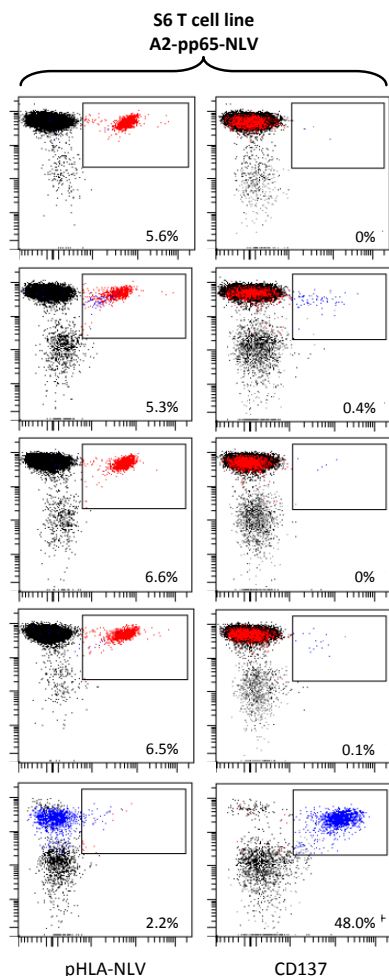 S6 T cell line
A2-pp65-NLV
5.6%
0%
5.3%
0.4%
6.6%
0%
6.5%
0.1%
2.2%
48.0%
pHLA-NLV
CD137